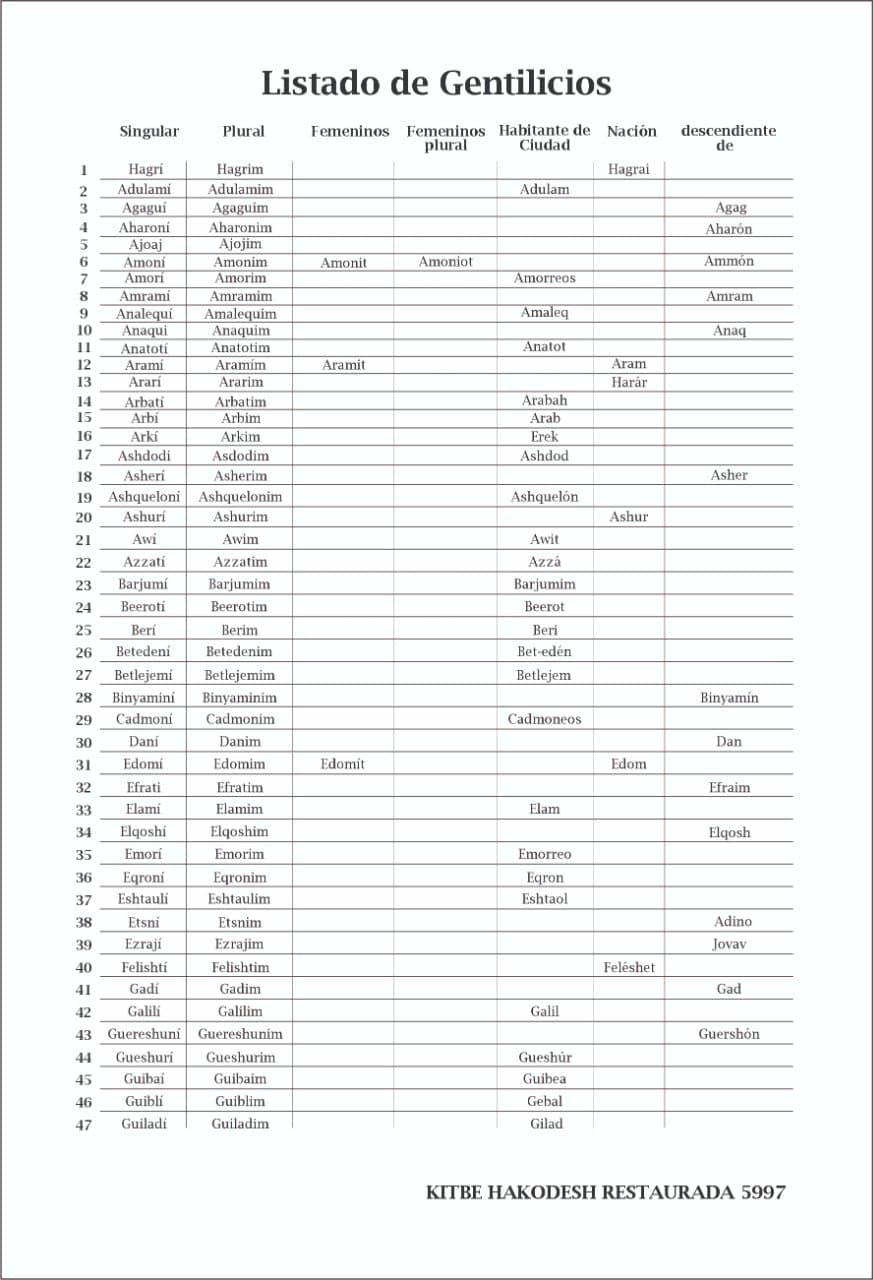 Listado de Gentilicios
Singular Plural Femeninos Femeninos plural Habitante de Ciudad Nación descendiente de
1 Hagrí Hagrim Hagrai
2 Adulamí Adulamim Adulam
3 Agaguí Agaguim Agag
4 Aharoní Aharonim Aharón
5 Ajoaj Ajojim
6 Amoní Amonim Amonit Amoniot Ammón
7 Amorí Amorim Amorreos
8 Amramí Amramim Amram
9 Analequí Amalequim Amaleq
10 Anaqui Anaquim Anaq
11 Anatotí Anatotim Anatot
12 Aramí Aramím Aramit Aram
13 Ararí Ararim Harár
14 Arbatí Arbatim Arabah
15 Arbí Arbim Arab
16 Arkí Arkim Erek
17 Ashdodi Asdodim Ashdod
18 Asherí Asherim Asher
19 Ashqueloní Ashquelonim Ashquelón
20 Ashurí Ashurim Ashur
21 Awí Awim Awit
22 Azzatí Azzatim Azzá
23 Barjumí Barjumim Barjumim
24 Beerotí Beerotim Beerot
25 Berí Berim Beri
26 Betedení Betedenim Bet-edén
27 Betlejemí Betlejemim Betlejem
28 Binyaminí Binyaminim Binyamín
29 Cadmoní Cadmonim Cadmoneos
30 Daní Danim Dan
31 Edomí Edomim Edomít Edom
32 Efrati Efratim Efraim
33 Elamí Elamim Elam
34 Elqoshí Elqoshim Elqosh
35 Emorí Emorim Emorreo
36 Eqroní Eqronim Eqron
37 Eshtaulí Eshtaulim Eshtaol
38 Etsní Etsnim Adino
39 Ezrají Ezrajim Jovav
40 Felishtí Felishtim Feléshet
41 Gadí Gadim Gad
42 Galilí Galilim Galil
43 Guereshuní Guereshunim Guershón
44 Gueshurí Gueshurim Gueshúr
45 Guibaí Guibaim Guibea
46 Guiblí Guiblim Gebal
47 Guiladí Guiladim Gilad
KITBE HAKODESH RESTAURADA 5997